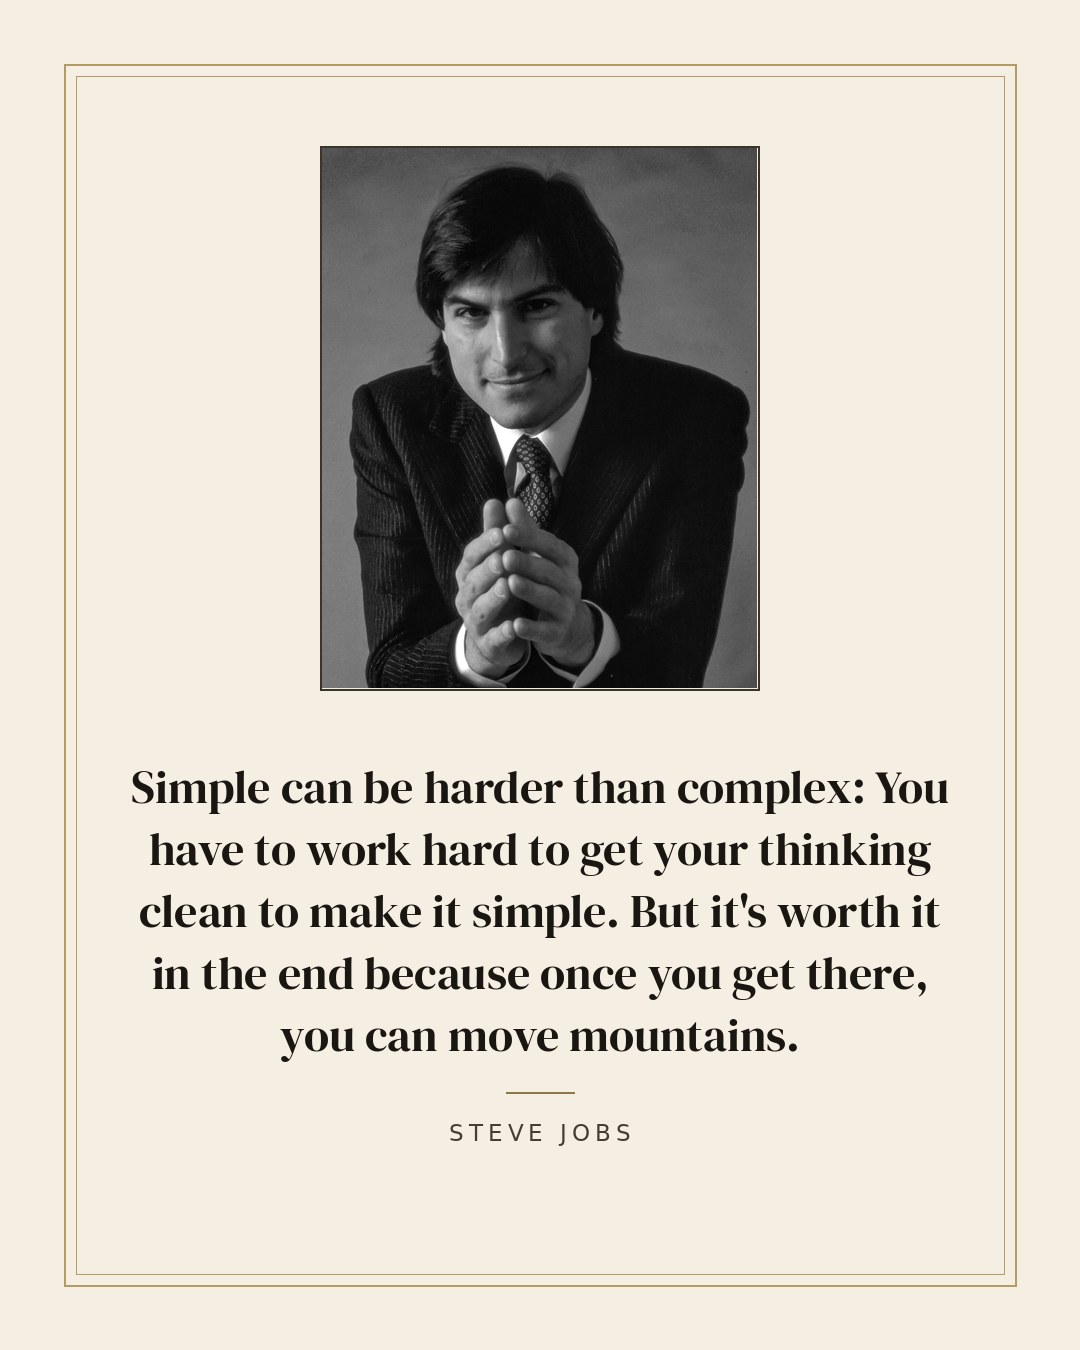 Simple can be harder than complex: You
have to work hard to get your thinking
clean to make it simple. But it's worth it
in the end because once you get there,
you can move mountains.
STEVE JOBS